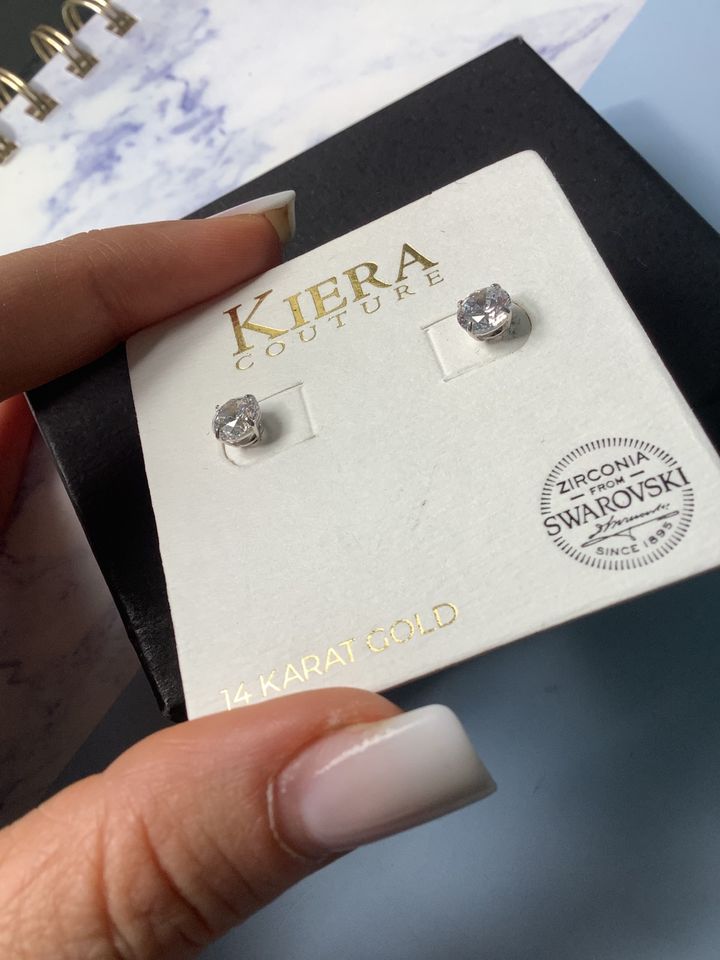 KIERA
COUTURE
ZIRCONIA
FROM
SWAROVSKI
SINCE 1895
14 KARAT GOLD